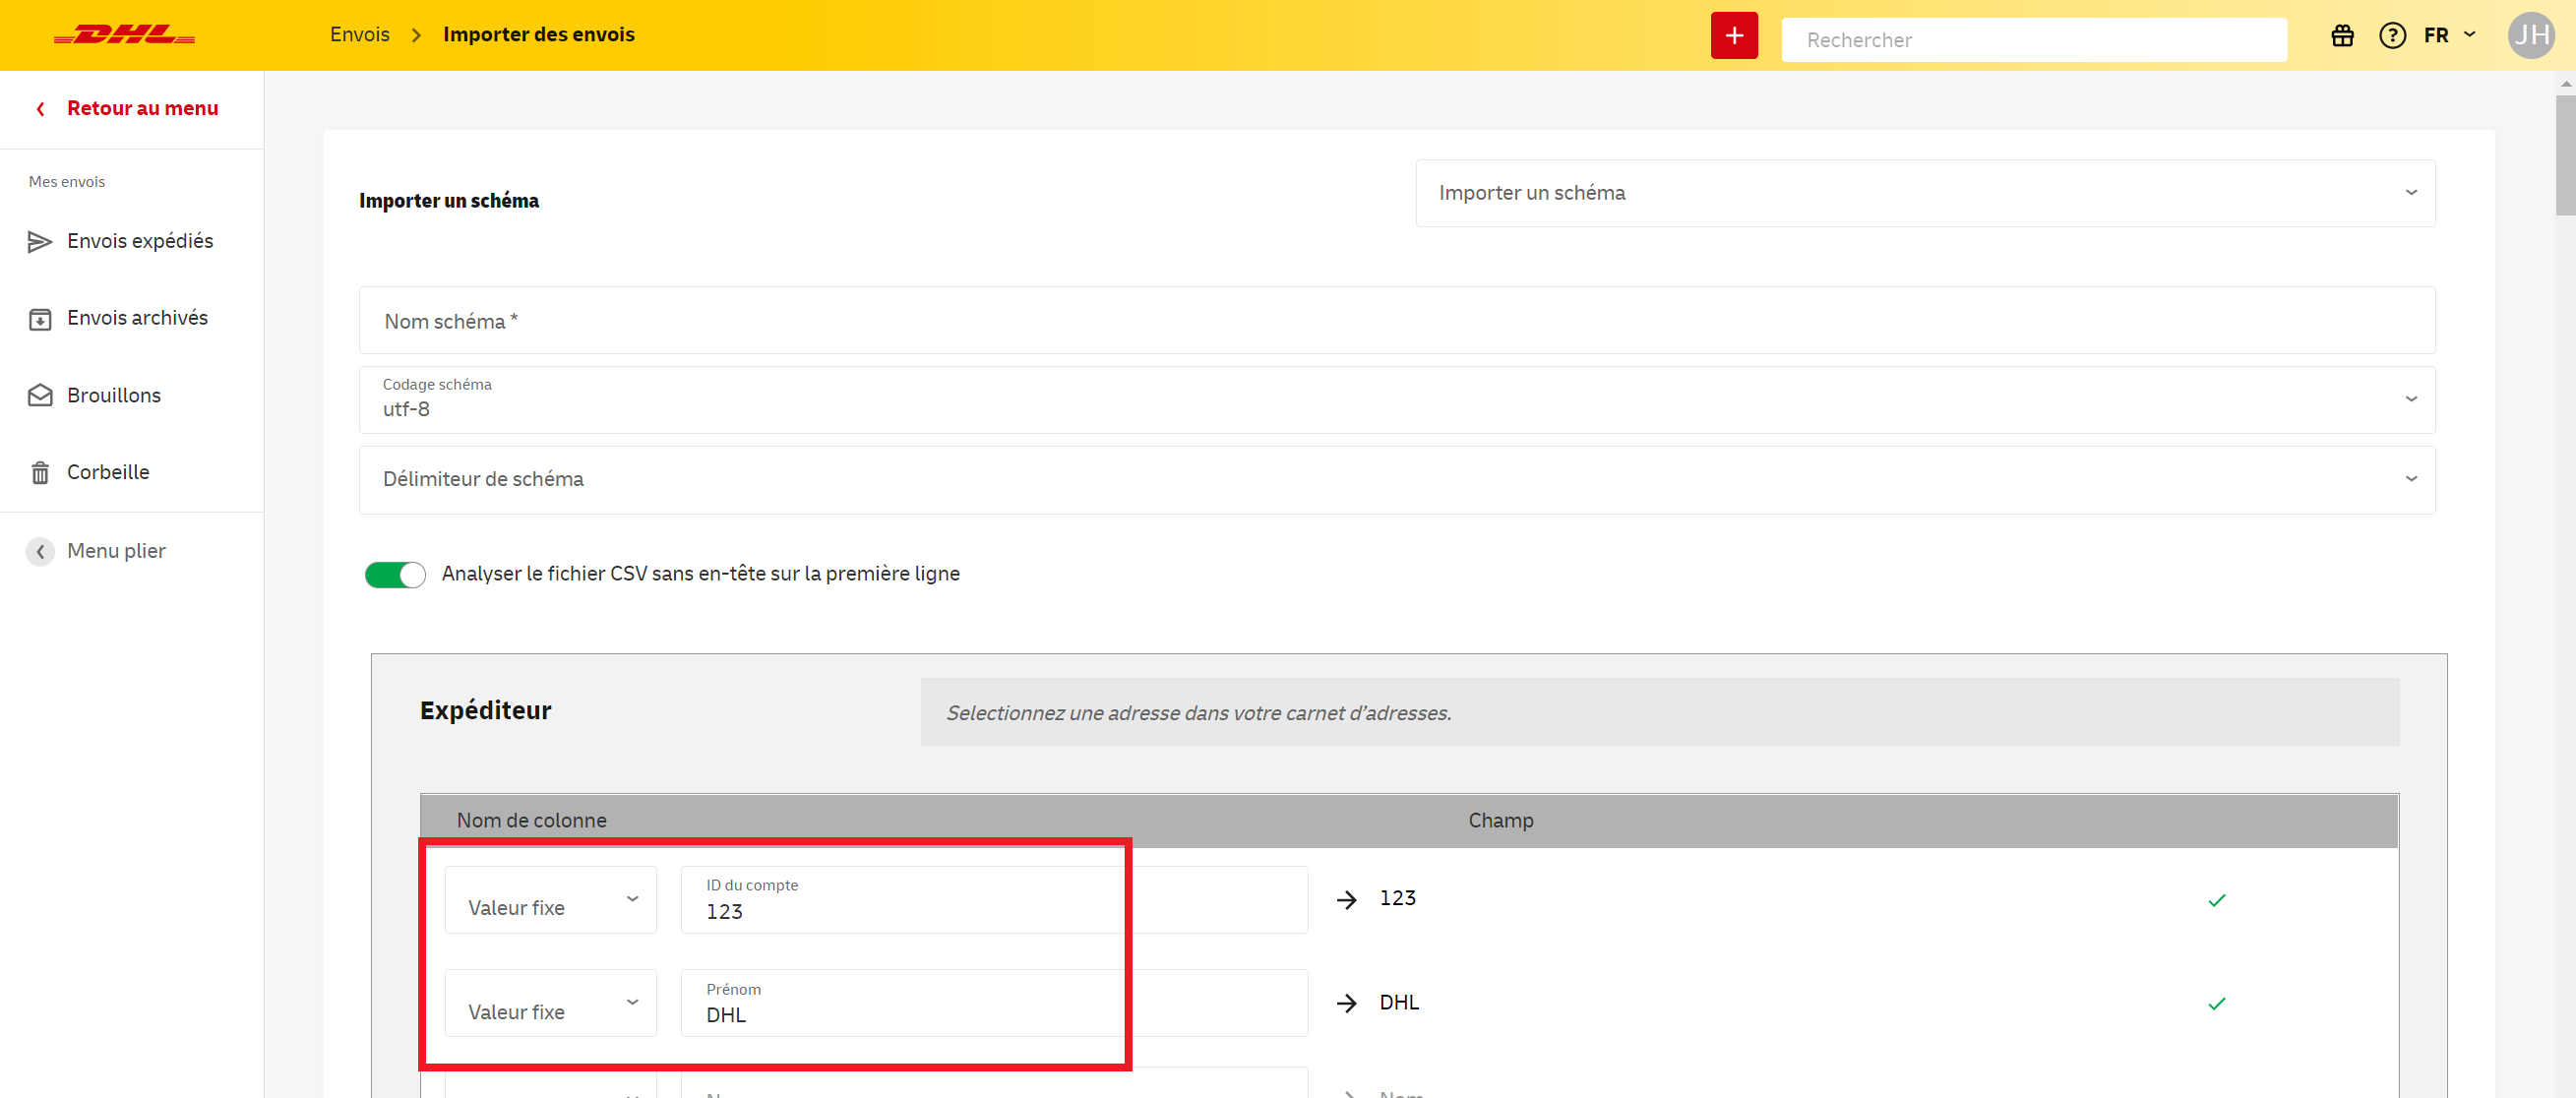 DHL
Envois
Importer des envois
Rechercher
FR
JH
Retour au menu
Mes envois
Envois expédiés
Envois archivés
Brouillons
Corbeille
Menu plier
Importer un schéma
Importer un schéma
Nom schéma *
Codage schéma
utf-8
Délimiteur de schéma
Analyser le fichier CSV sans en-tête sur la première ligne
Expéditeur
Selectionnez une adresse dans votre carnet d’adresses.
Nom de colonne
Champ
Valeur fixe
ID du compte
123
123
Valeur fixe
Prénom
DHL
DHL